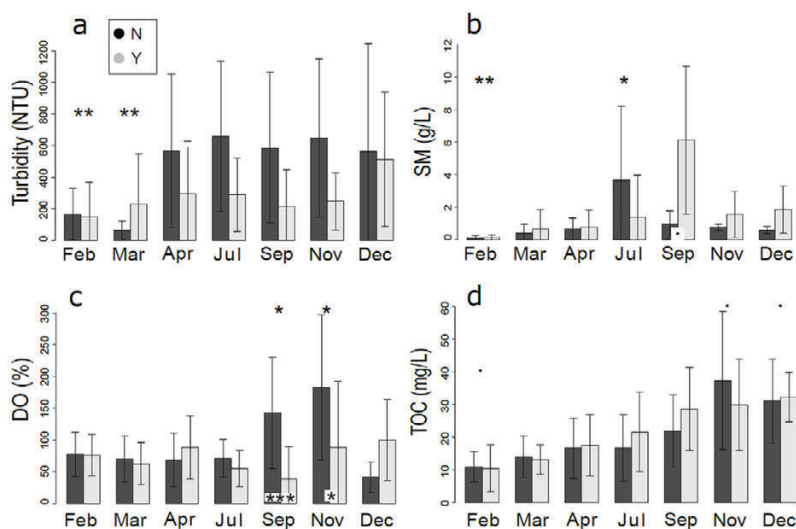 a
N
Y
Turbidity (NTU)
0 200 400 600 800 1000 1200
** **
Feb Mar Apr Jul Sep Nov Dec
b
SM (g/L)
0 2 4 6 8 10 12
** * .
Feb Mar Apr Jul Sep Nov Dec
c
DO (%)
0 50 100 150 200 250 300
* *
*** *
Feb Mar Apr Jul Sep Nov Dec
d
TOC (mg/L)
0 10 20 30 40 50 60
. . .
Feb Mar Apr Jul Sep Nov Dec